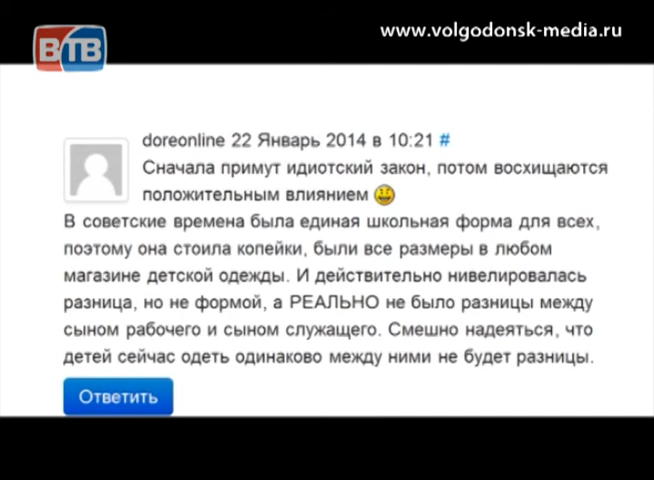 www.volgodonsk-media.ru
ВТВ
doreonline 22 Январь 2014 в 10:21 #
Сначала примут идиотский закон, потом восхищаются
положительным влиянием
В советские времена была единая школьная форма для всех,
поэтому она стоила копейки, были все размеры в любом
магазине детской одежды. И действительно нивелировалась
разница, но не формой, а РЕАЛЬНО не было разницы между
сыном рабочего и сыном служащего. Смешно надеяться, что
детей сейчас одеть одинаково между ними не будет разницы.
Ответить